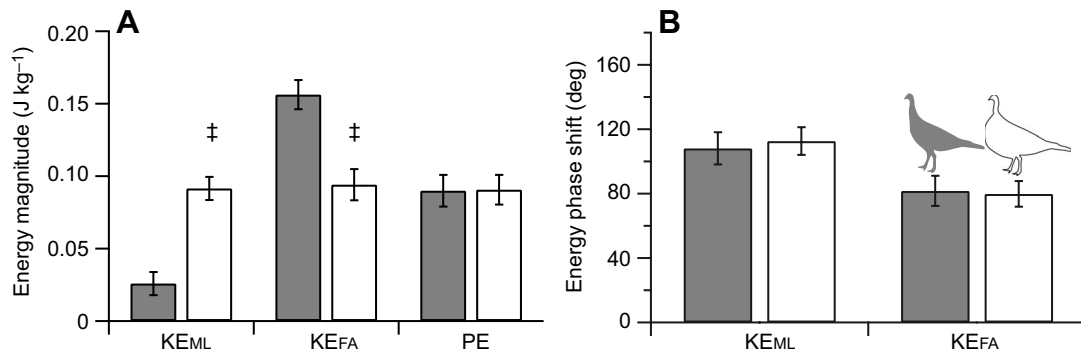 A
Energy magnitude (J kg⁻¹)
0.20
0.15
0.10
0.05
0
‡
‡
KEML
KEFA
PE
B
Energy phase shift (deg)
160
120
80
40
0
KEML
KEFA